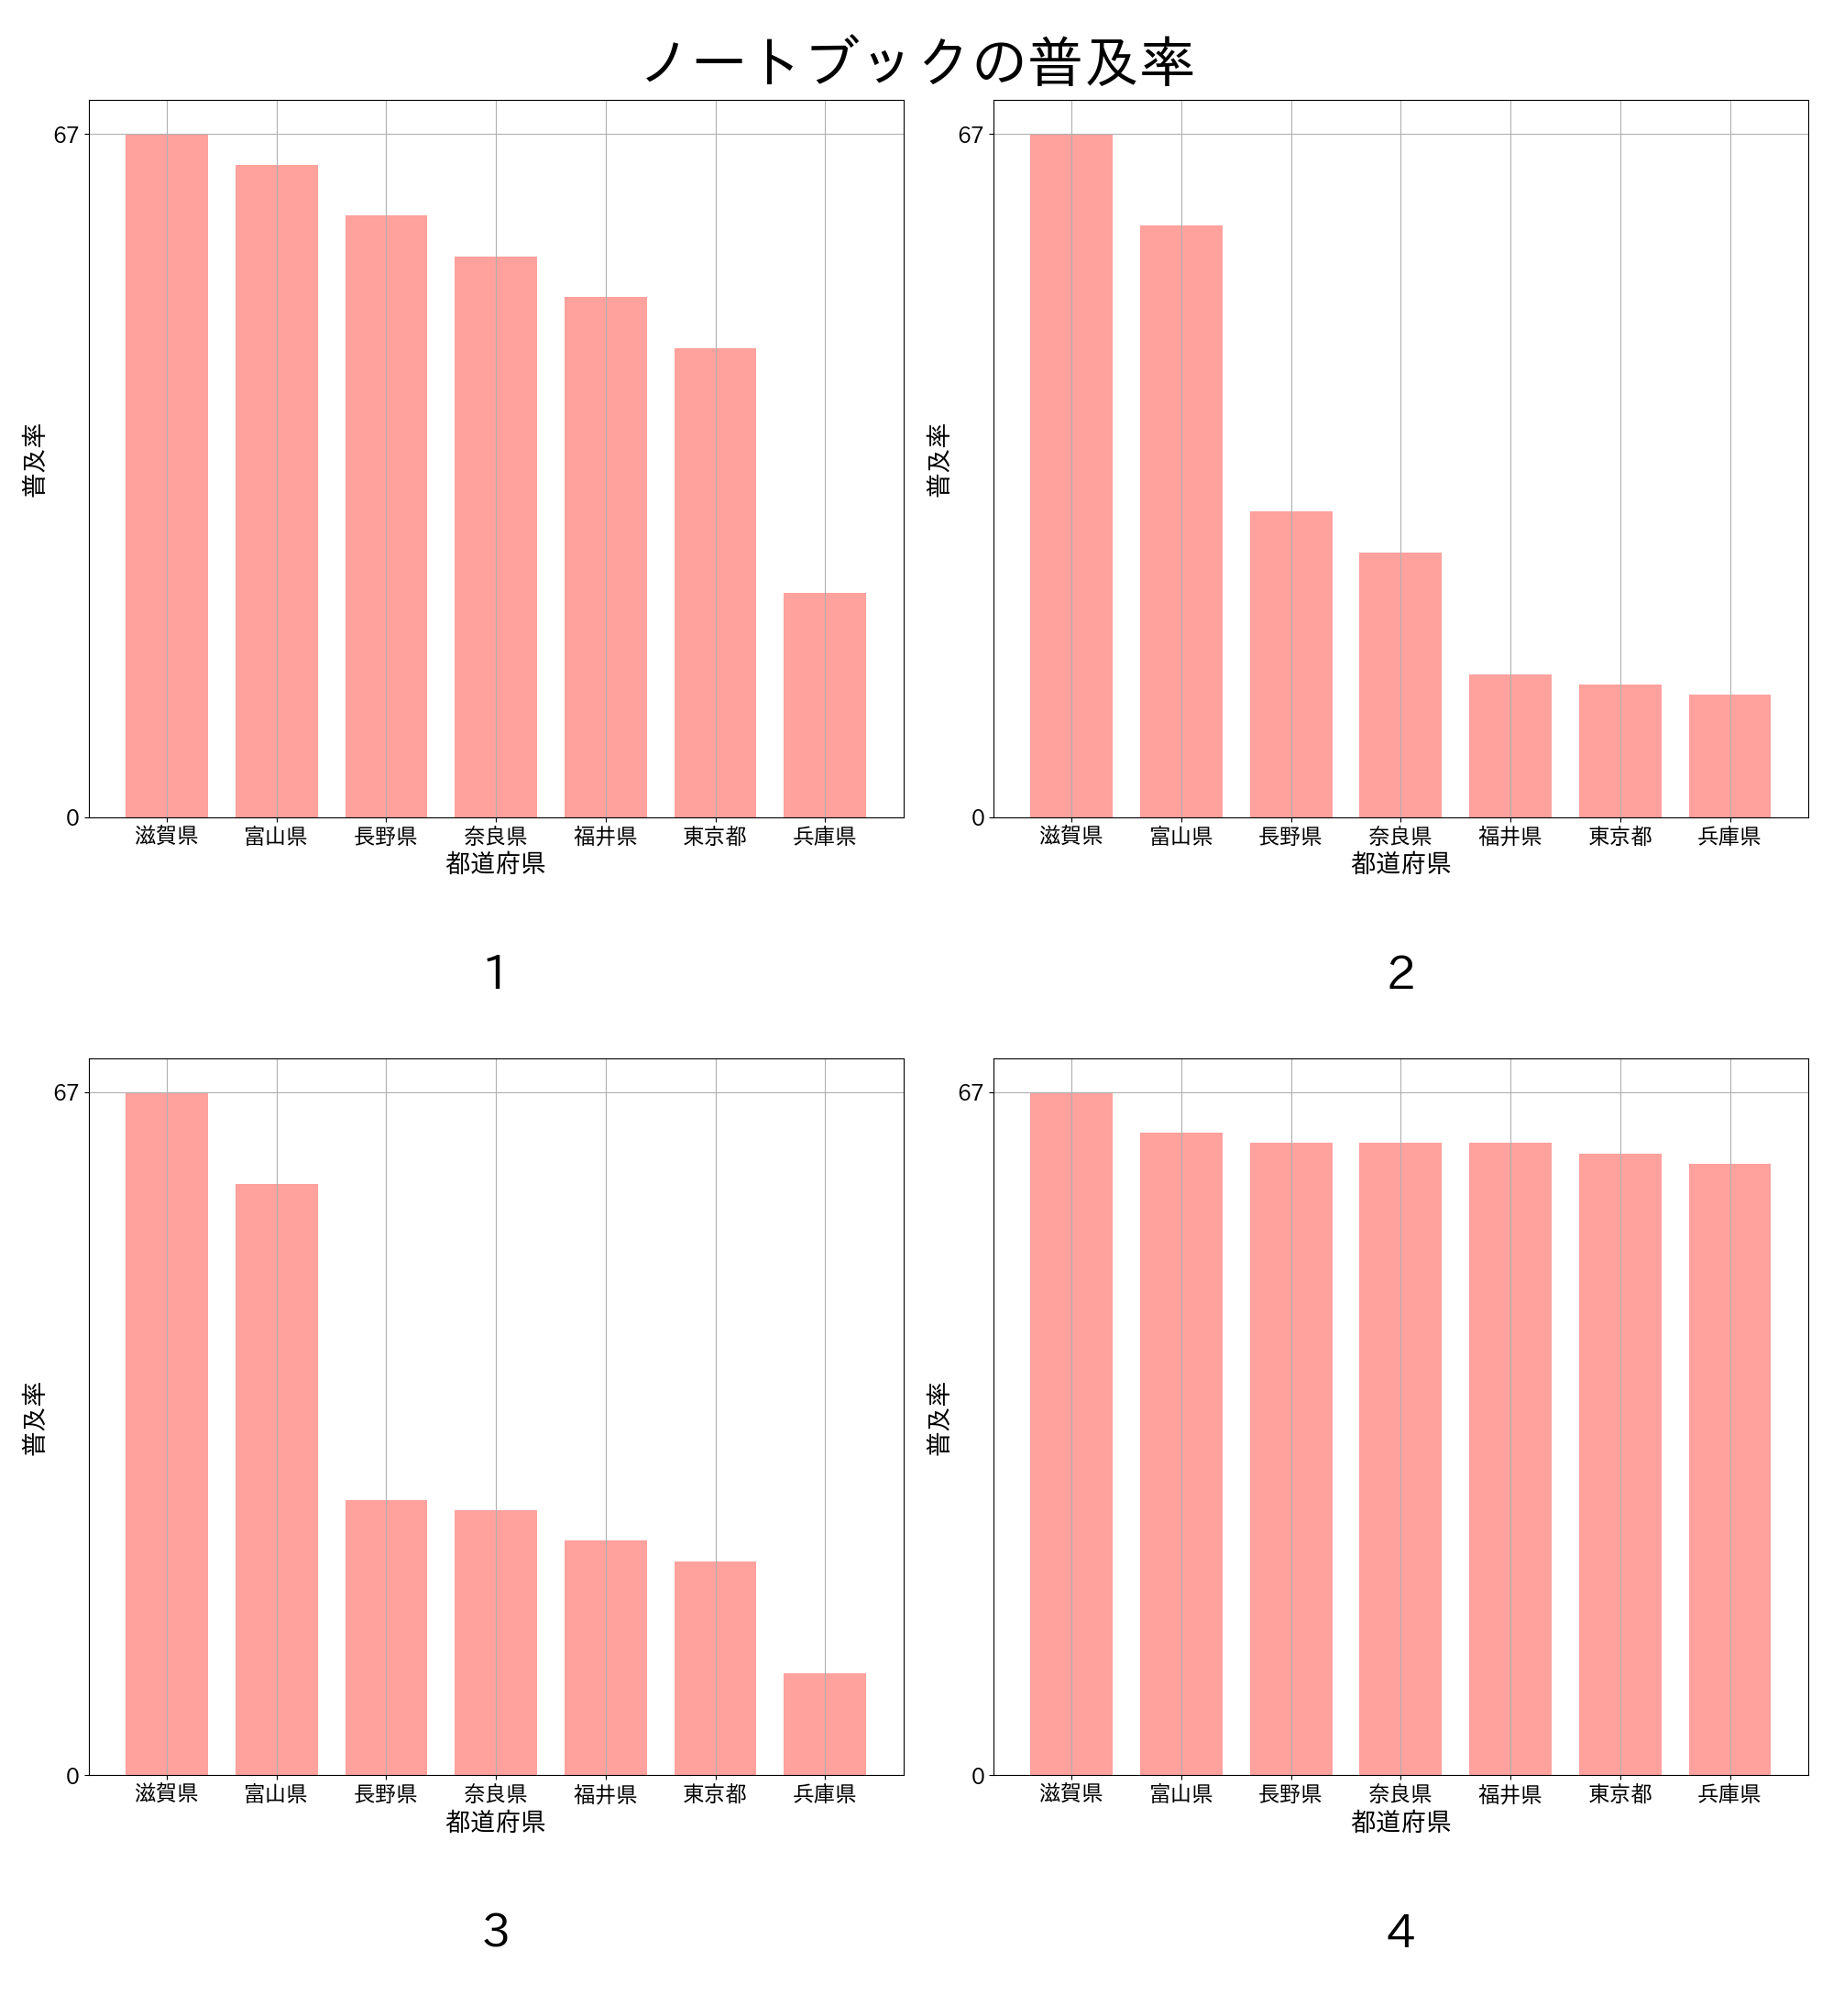 ノートブックの普及率
67
0
普及率
滋賀県 富山県 長野県 奈良県 福井県 東京都 兵庫県
都道府県
1
67
0
普及率
滋賀県 富山県 長野県 奈良県 福井県 東京都 兵庫県
都道府県
2
67
0
普及率
滋賀県 富山県 長野県 奈良県 福井県 東京都 兵庫県
都道府県
3
67
0
普及率
滋賀県 富山県 長野県 奈良県 福井県 東京都 兵庫県
都道府県
4